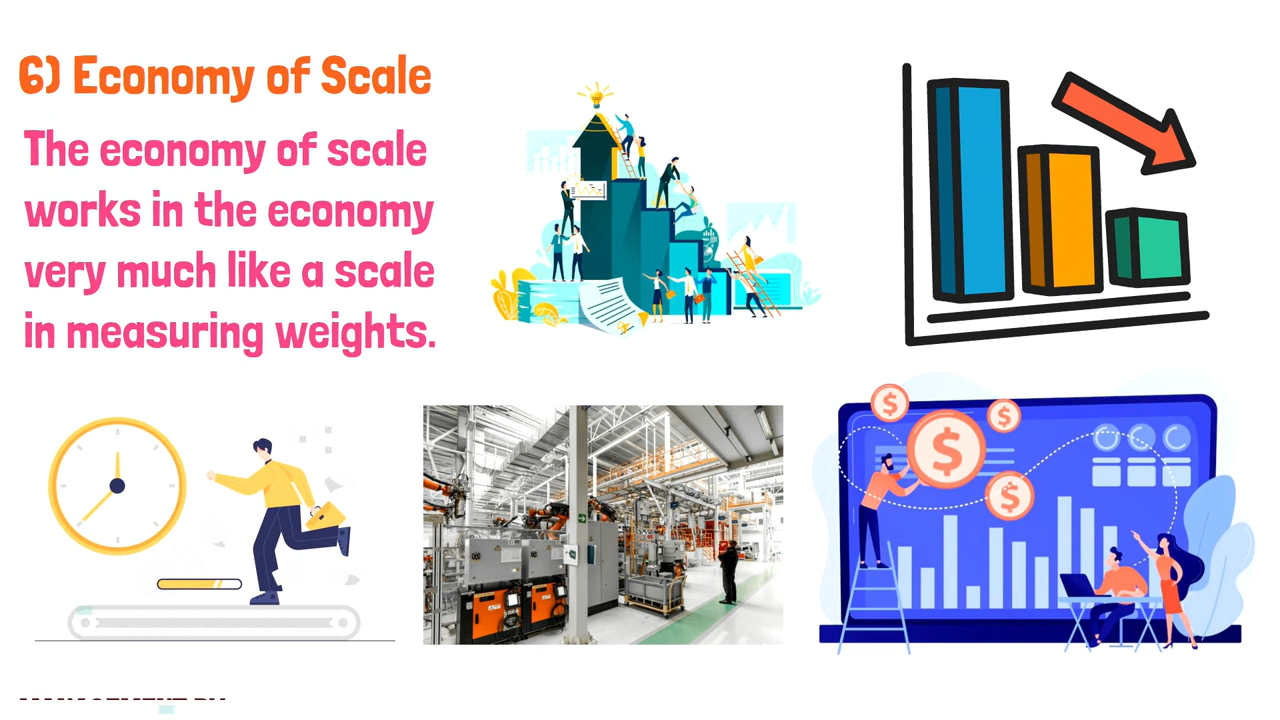 6) Economy of Scale
The economy of scale
works in the economy
very much like a scale
in measuring weights.